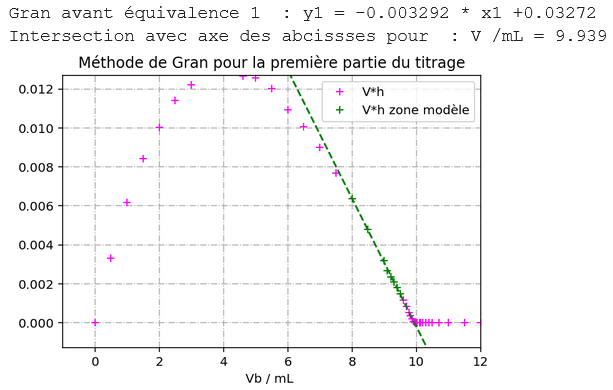 Gran avant équivalence 1  : y1 = -0.003292 * x1 +0.03272
Intersection avec axe des abcissses pour  : V /mL = 9.939
Méthode de Gran pour la première partie du titrage
V*h
V*h zone modèle
0.012
0.010
0.008
0.006
0.004
0.002
0.000
0 2 4 6 8 10 12
Vb / mL